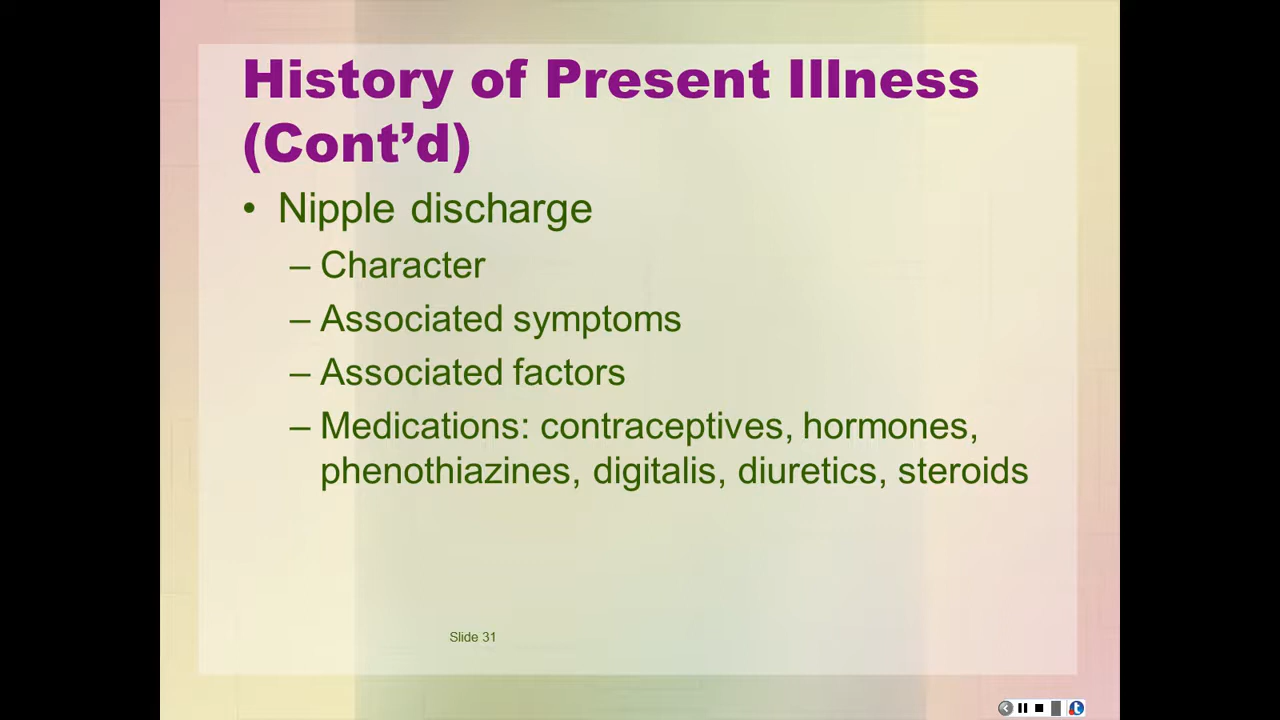 History of Present Illness
(Cont’d)
• Nipple discharge
– Character
– Associated symptoms
– Associated factors
– Medications: contraceptives, hormones,
phenothiazines, digitalis, diuretics, steroids
Slide 31